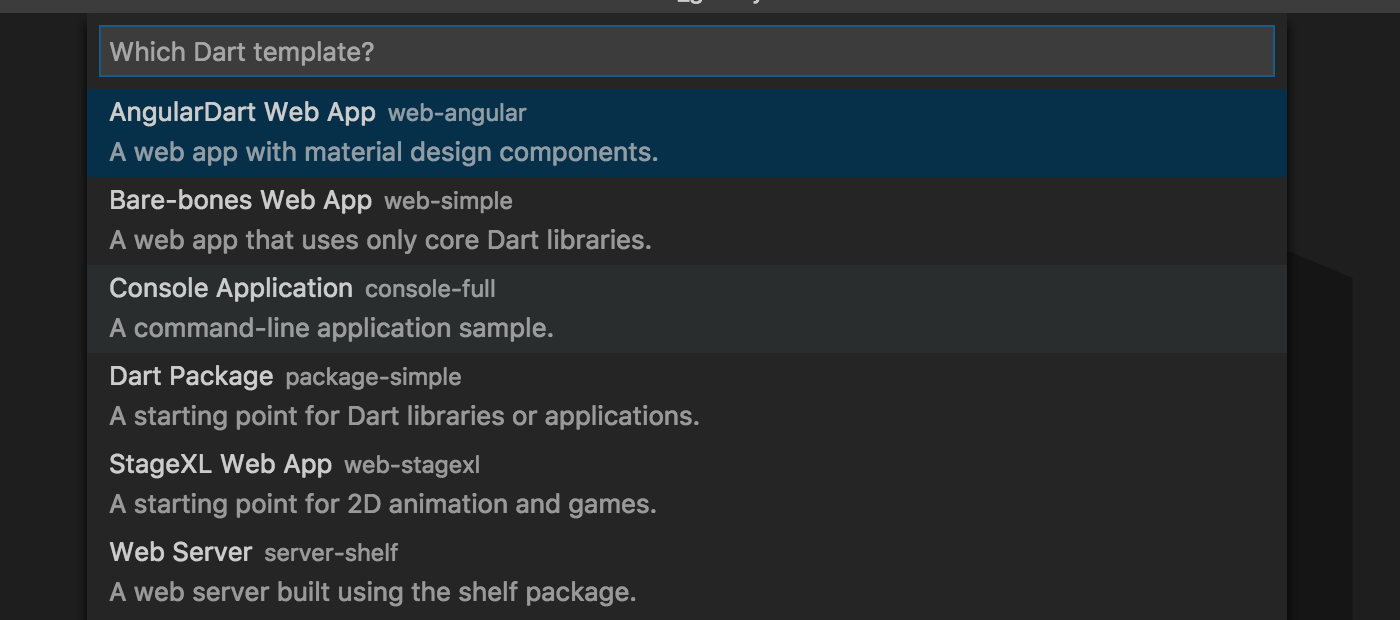 Which Dart template?
AngularDart Web App web-angular
A web app with material design components.
Bare-bones Web App web-simple
A web app that uses only core Dart libraries.
Console Application console-full
A command-line application sample.
Dart Package package-simple
A starting point for Dart libraries or applications.
StageXL Web App web-stagexl
A starting point for 2D animation and games.
Web Server server-shelf
A web server built using the shelf package.